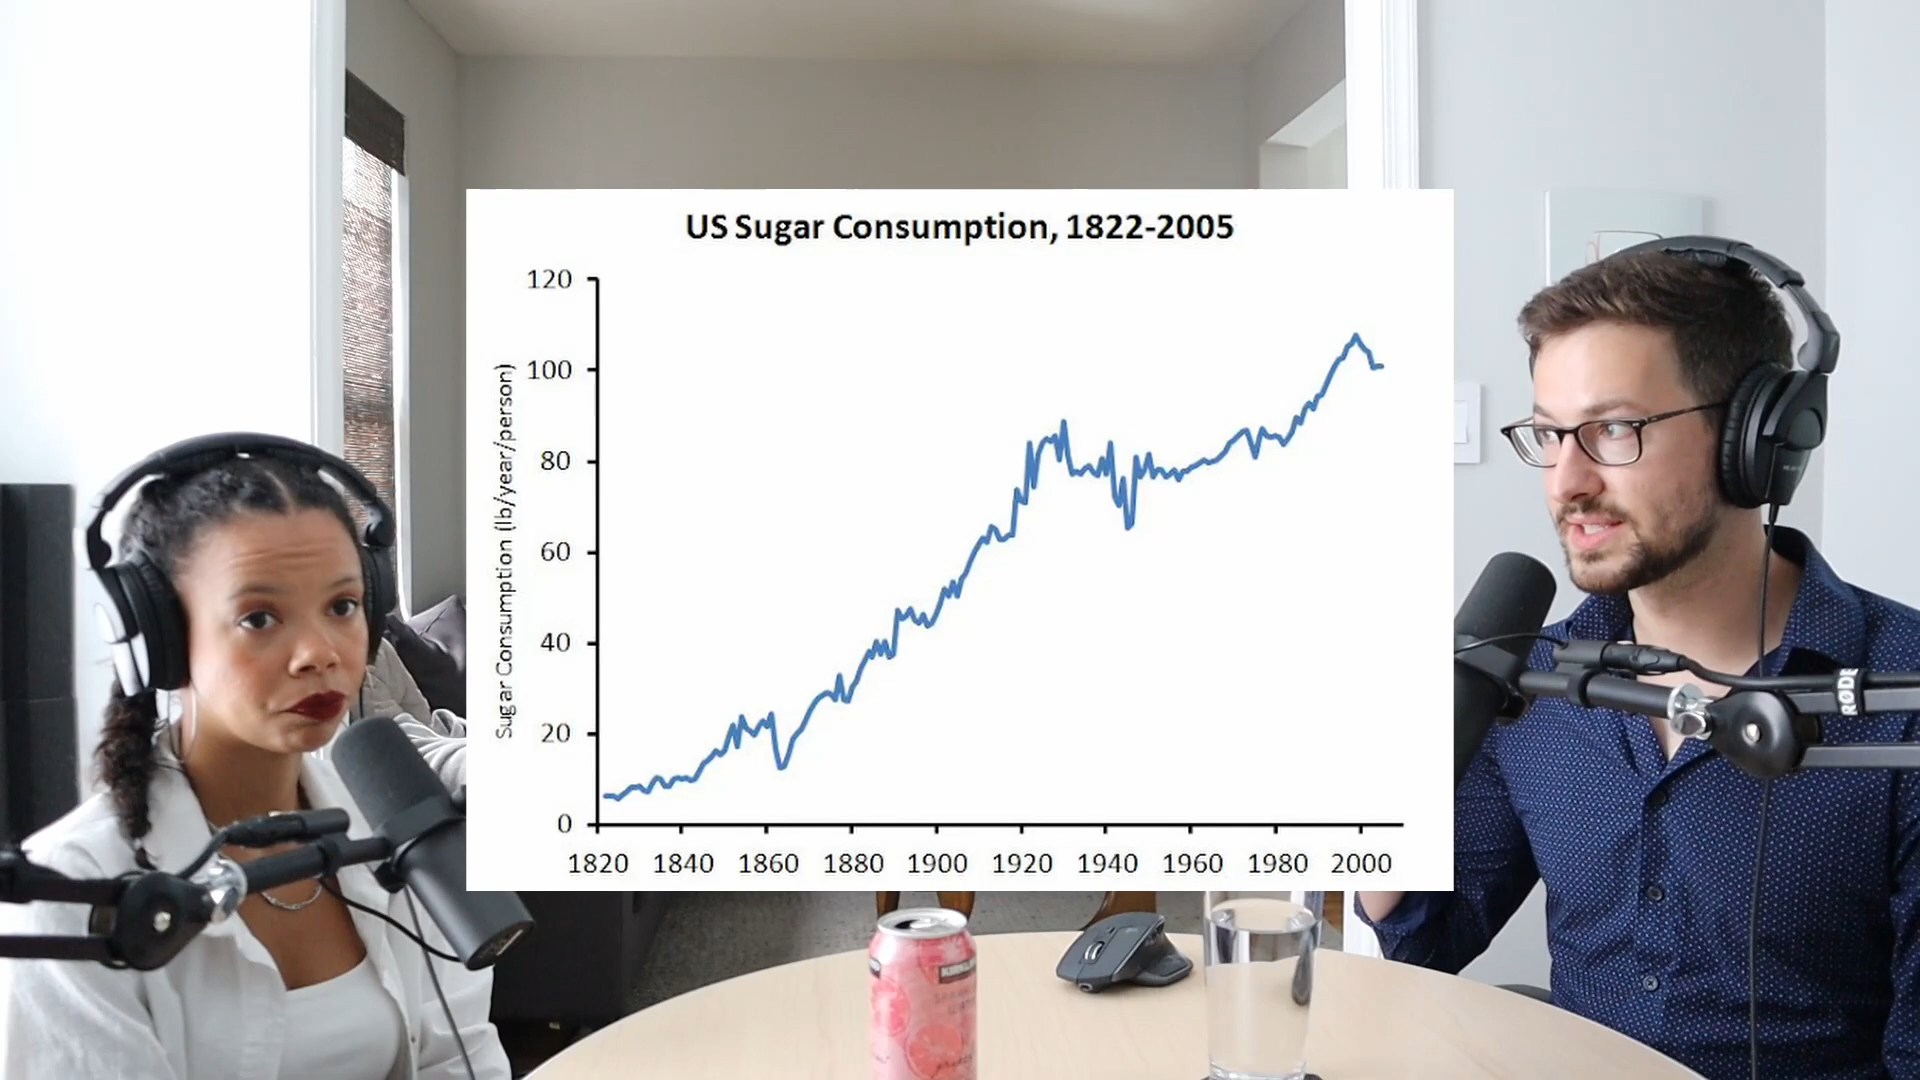 US Sugar Consumption, 1822-2005
Sugar Consumption (lb/year/person)
120
100
80
60
40
20
0
1820 1840 1860 1880 1900 1920 1940 1960 1980 2000
RØDE